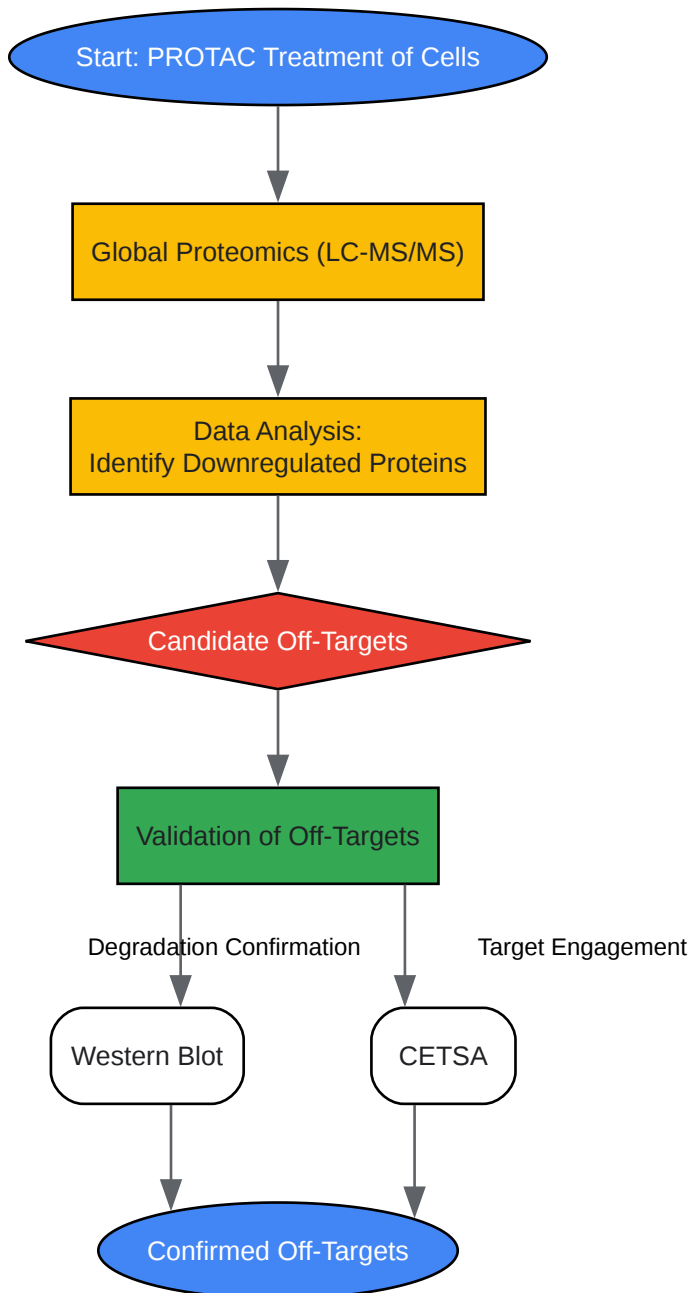 Start: PROTAC Treatment of Cells
Global Proteomics (LC-MS/MS)
Data Analysis:
Identify Downregulated Proteins
Candidate Off-Targets
Validation of Off-Targets
Degradation Confirmation
Target Engagement
Western Blot
CETSA
Confirmed Off-Targets